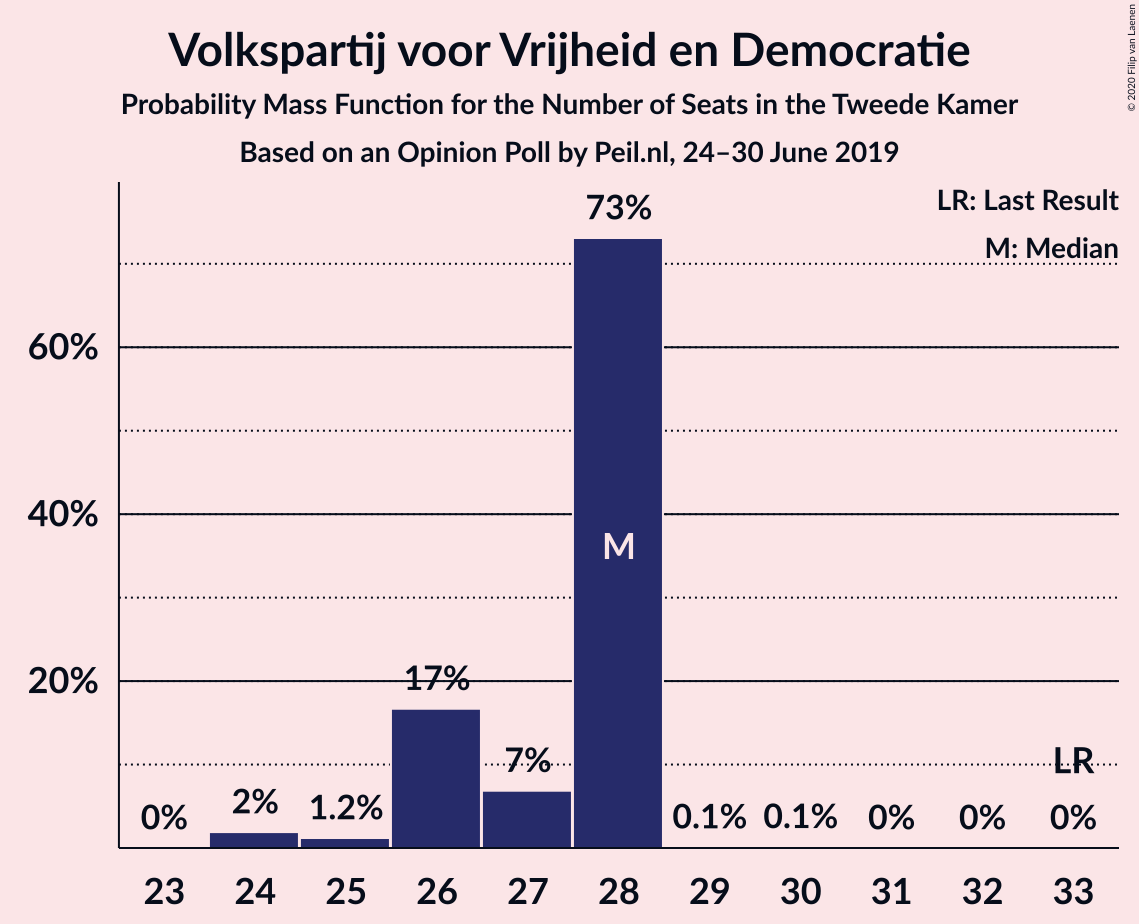 Volkspartij voor Vrijheid en Democratie
Probability Mass Function for the Number of Seats in the Tweede Kamer
Based on an Opinion Poll by Peil.nl, 24–30 June 2019
© 2020 Filip van Laenen
LR: Last Result
M: Median
73%
60%
40%
M
20%
17%
7%
LR
0%
2%
1.2%
0.1%
0.1%
0%
0%
0%
23 24 25 26 27 28 29 30 31 32 33